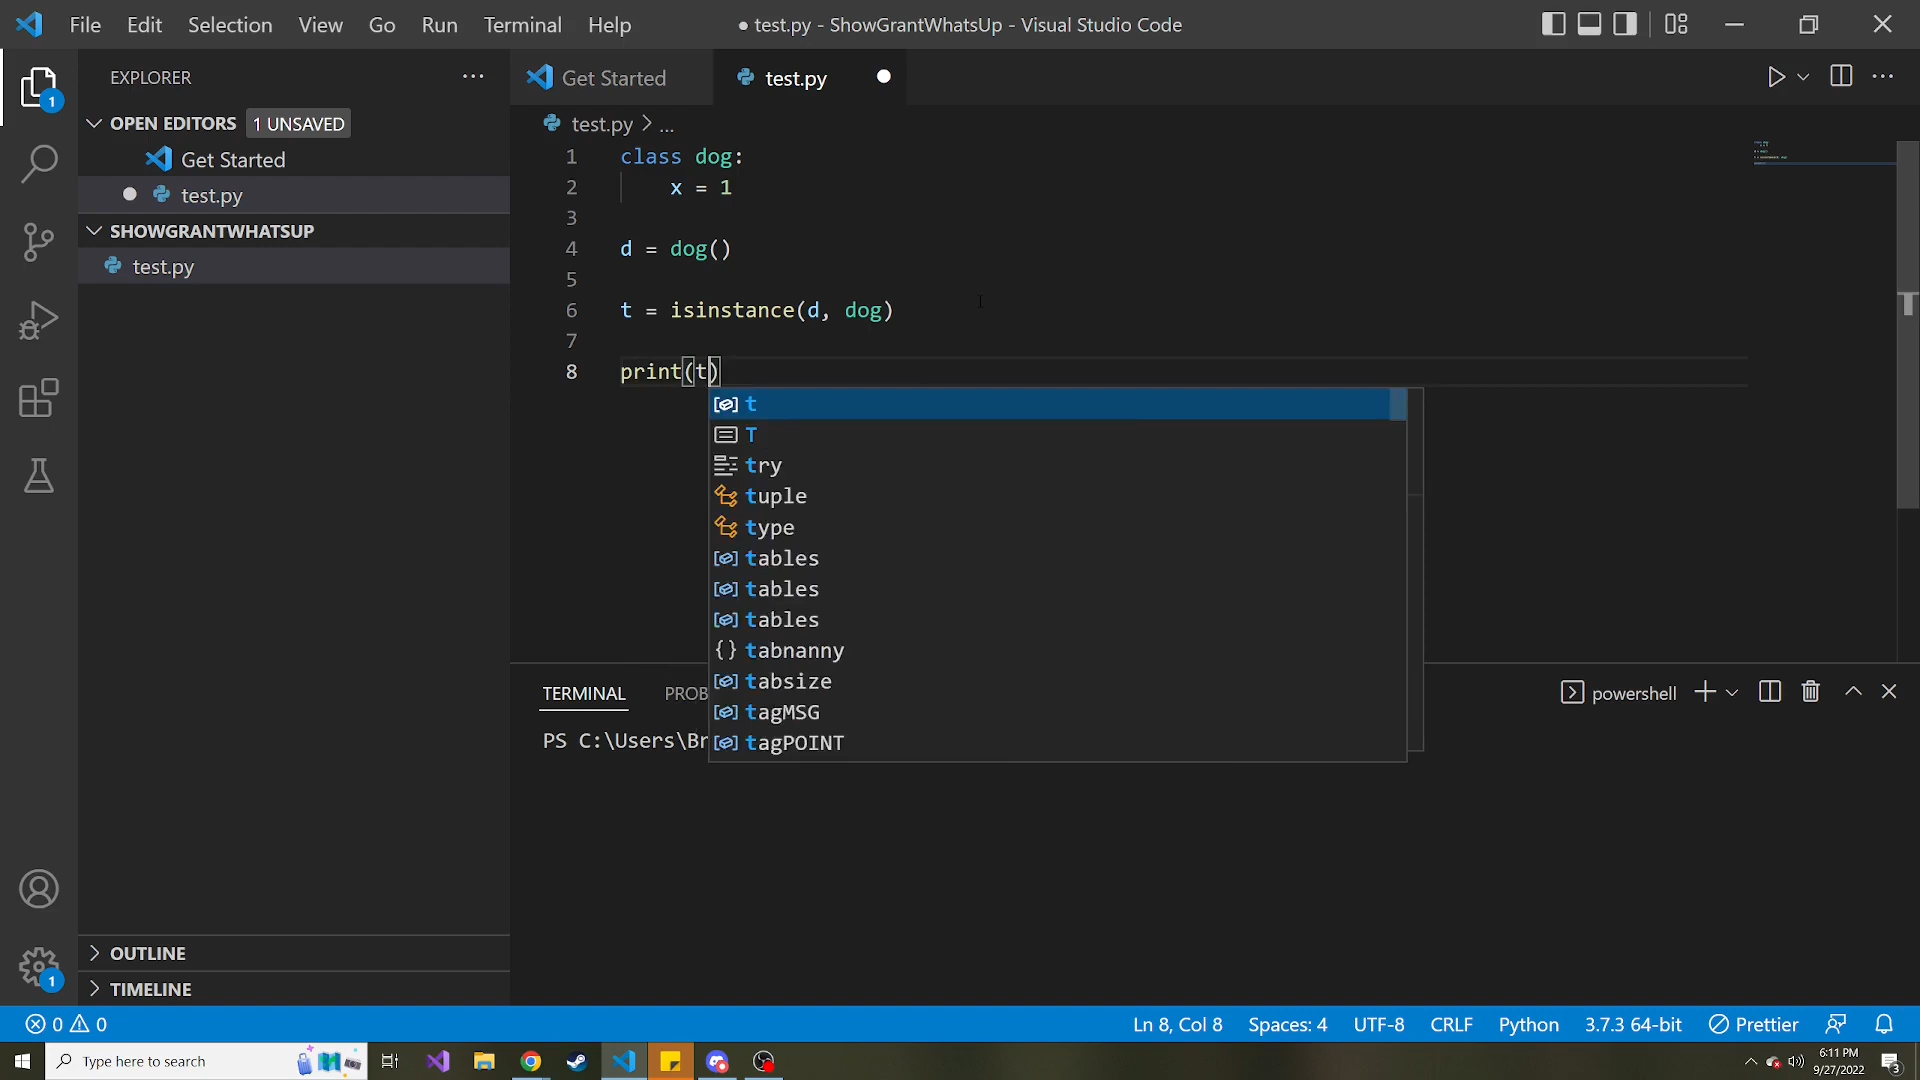 File Edit Selection View Go Run Terminal Help
● test.py - ShowGrantWhatsUp - Visual Studio Code
EXPLORER
OPEN EDITORS 1 UNSAVED
Get Started
test.py
SHOWGRANTWHATSUP
test.py
OUTLINE
TIMELINE
1
1
Get Started
test.py
test.py > ...
1 class dog:
2 x = 1
3
4 d = dog()
5
6 t = isinstance(d, dog)
7
8 print(t)
t
T
try
tuple
type
tables
tables
tables
tabnanny
tabsize
tagMSG
tagPOINT
TERMINAL PROB
powershell
PS C:\Users\Br
0 0
Ln 8, Col 8 Spaces: 4 UTF-8 CRLF Python 3.7.3 64-bit Prettier
Type here to search
6:11 PM
9/27/2022
3